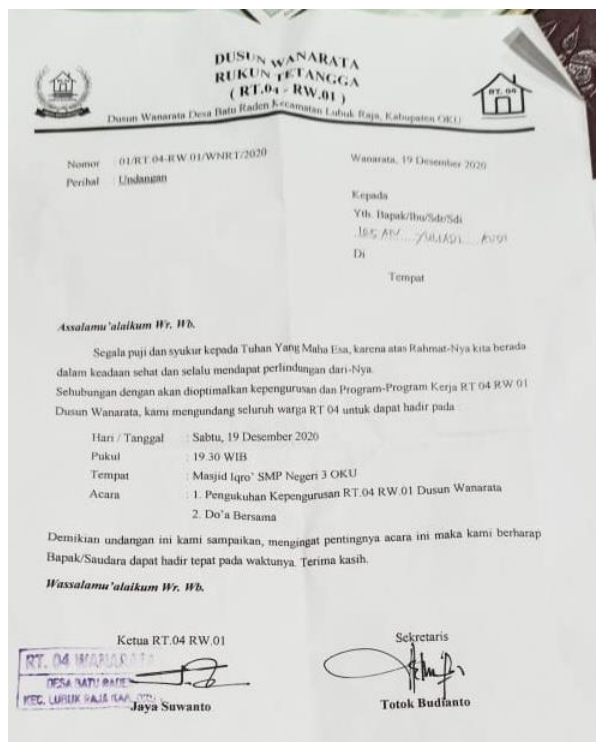 DUSUN WANARATA
RUKUN TETANGGA
( RT.04 - RW.01 )
Dusun Wanarata Desa Batu Raden Kecamatan Lubuk Raja, Kabupaten OKU
RT. 04
Nomor : 01/RT.04-RW.01/WNRT/2020
Perihal : Undangan
Wanarata, 19 Desember 2020
Kepada
Yth. Bapak/Ibu/Sdr/Sdi
YULIADI
Di
Tempat
Assalamu'alaikum Wr. Wb.
Segala puji dan syukur kepada Tuhan Yang Maha Esa, karena atas Rahmat-Nya kita berada
dalam keadaan sehat dan selalu mendapat perlindungan dari-Nya.
Sehubungan dengan akan dioptimalkan kepengurusan dan Program-Program Kerja RT 04 RW 01
Dusun Wanarata, kami mengundang seluruh warga RT 04 untuk dapat hadir pada :
Hari / Tanggal : Sabtu, 19 Desember 2020
Pukul : 19.30 WIB
Tempat : Masjid Iqro' SMP Negeri 3 OKU
Acara : 1. Pengukuhan Kepengurusan RT.04 RW.01 Dusun Wanarata
2. Do'a Bersama
Demikian undangan ini kami sampaikan, mengingat pentingnya acara ini maka kami berharap
Bapak/Saudara dapat hadir tepat pada waktunya. Terima kasih.
Wassalamu'alaikum Wr. Wb.
Ketua RT.04 RW.01
RT. 04 WANARATA
DESA BATU RADEN
KEC. LUBUK RAJA KAB. OKU
Jaya Suwanto
Sekretaris
Totok Budianto